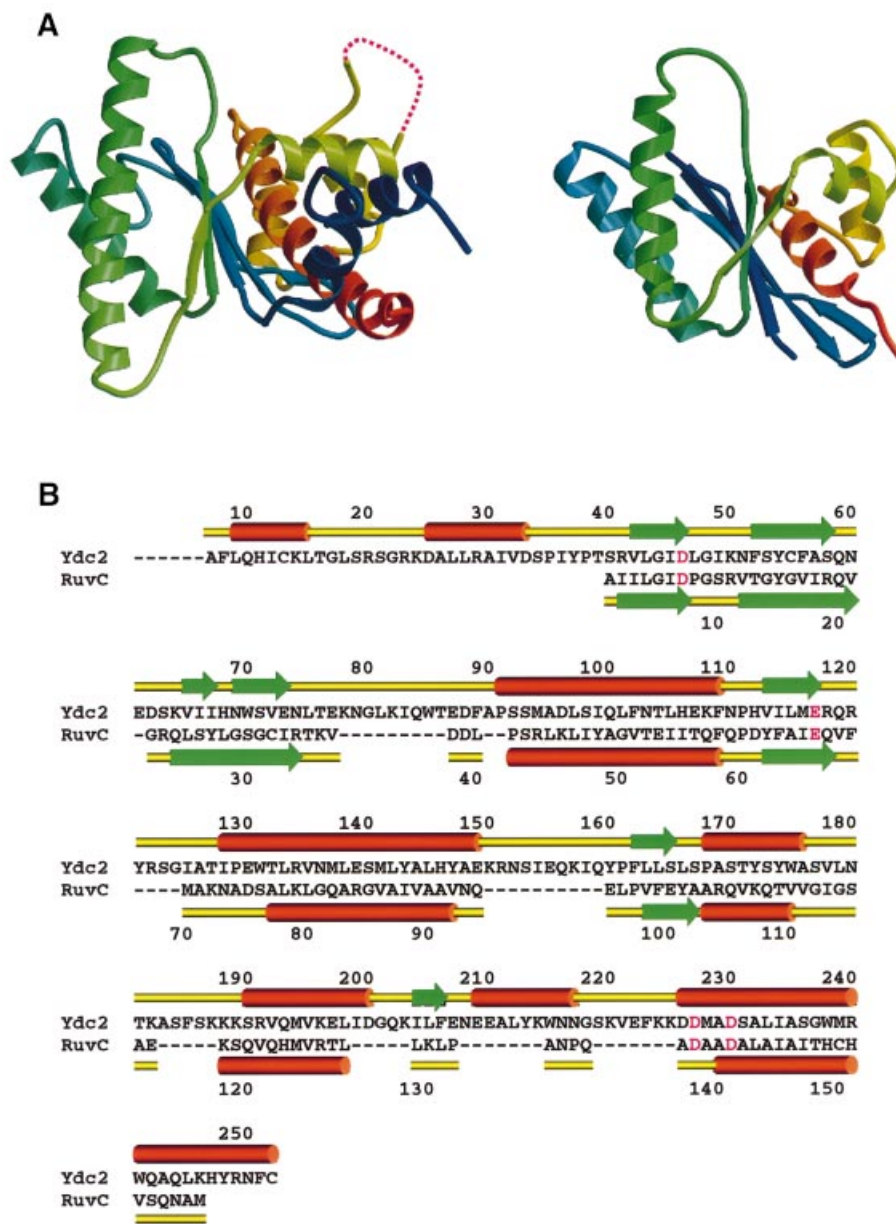 A
B
10 20 30 40 50 60
Ydc2 ------AFLQHICKLTGLSRSGRKDALLRAIVDSPIYPTSRVLGIDLGIKNFSYCFASQN
RuvC AIILGIDPGSRVTGYGVIRQV
10 20
70 80 90 100 110 120
Ydc2 EDSKVIIHNWSVENLTEKNGLKIQWTEDFAPSSMADLSIQLFNTLHEKFNPHVILMERQR
RuvC -GRQLSYLGSGCIRTKV---------DDL-PSRLKLIYAGVTEIITQFQPDYFAIEQVF
30 40 50 60
130 140 150 160 170 180
Ydc2 YRSGIATIPEWTLRVNMLESMLYALHYAEKRNSIEQKIQYPFLLSLSPASTYSYWASVLN
RuvC ----MAKNADSALKLGQARGVAIVAAVNQ----------ELPVFEYAARQVKQTVVGIGS
70 80 90 100 110
190 200 210 220 230 240
Ydc2 TKASFSKKKSRVQMVKELIDGQKILFENEEALYKWNNGSKVEFKKDDMADSALIASGWMR
RuvC AE-----KSQVQHMVRTL-----LKLP-------ANPQ-------ADAADALAIAITHCH
120 130 140 150
250
Ydc2 WQAQLKHYRNFC
RuvC VSQNAM